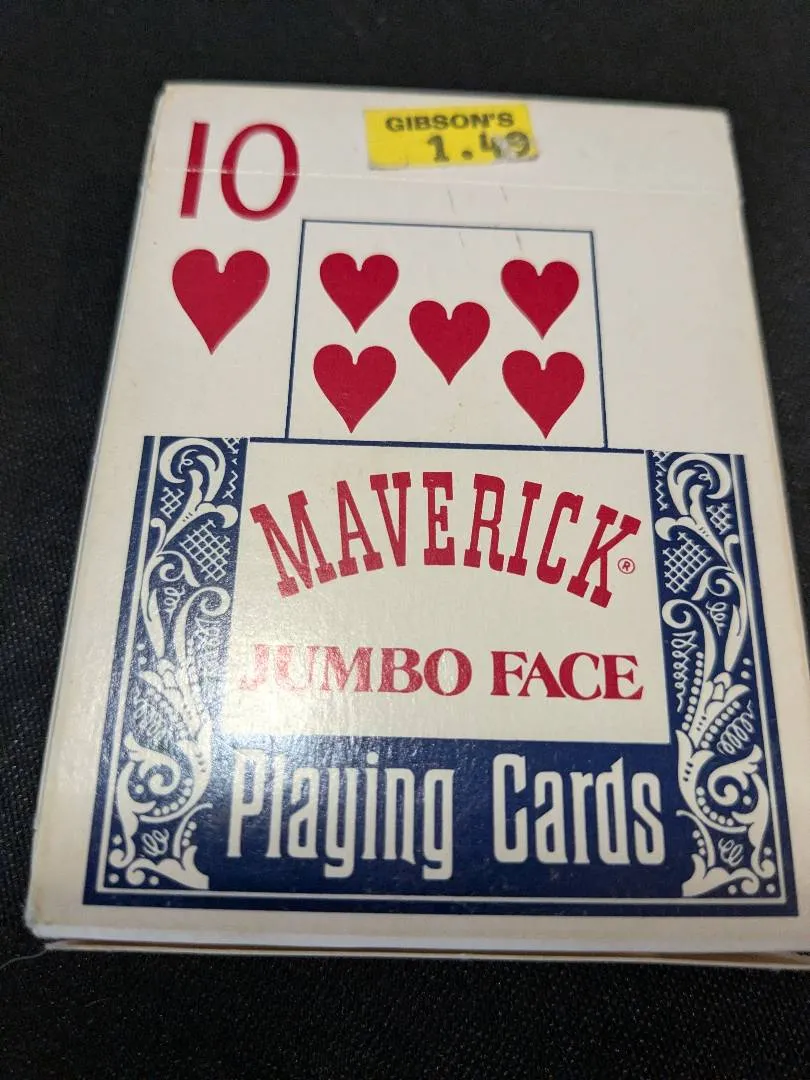 GIBSON'S
1.49
10
MAVERICK®
JUMBO FACE
Playing Cards